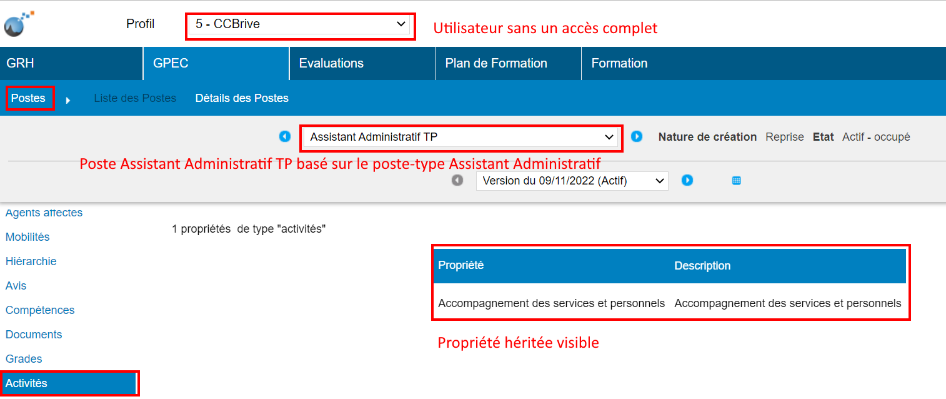 Profil 5 - CCBrive Utilisateur sans un accès complet
GRH GPEC Evaluations Plan de Formation Formation
Postes Liste des Postes Détails des Postes
Assistant Administratif TP Nature de création Reprise Etat Actif - occupé
Poste Assistant Administratif TP basé sur le poste-type Assistant Administratif
Version du 09/11/2022 (Actif)
Agents affectés
1 propriétés de type "activités"
Mobilités
Hiérarchie
Propriété Description
Avis
Compétences
Accompagnement des services et personnels Accompagnement des services et personnels
Documents
Propriété héritée visible
Grades
Activités